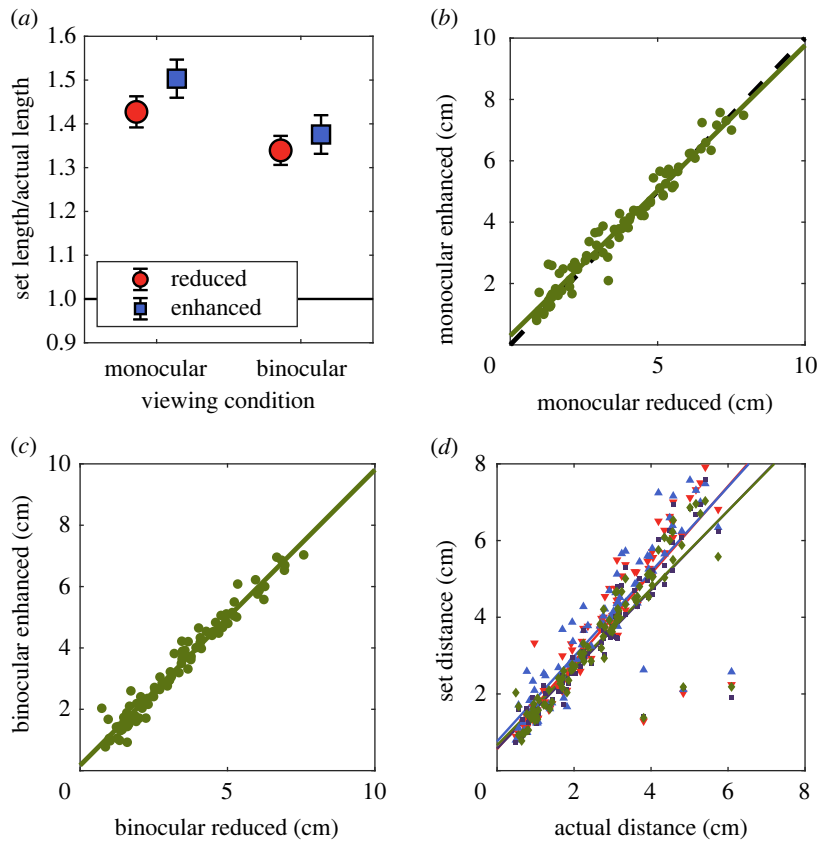 (a)
set length/actual length
1.6
1.5
1.4
1.3
1.2
1.1
1.0
0.9
reduced
enhanced
monocular binocular
viewing condition
(b)
monocular enhanced (cm)
10
8
6
4
2
0 5 10
monocular reduced (cm)
(c)
binocular enhanced (cm)
10
8
6
4
2
0 5 10
binocular reduced (cm)
(d)
set distance (cm)
8
6
4
2
0 2 4 6 8
actual distance (cm)